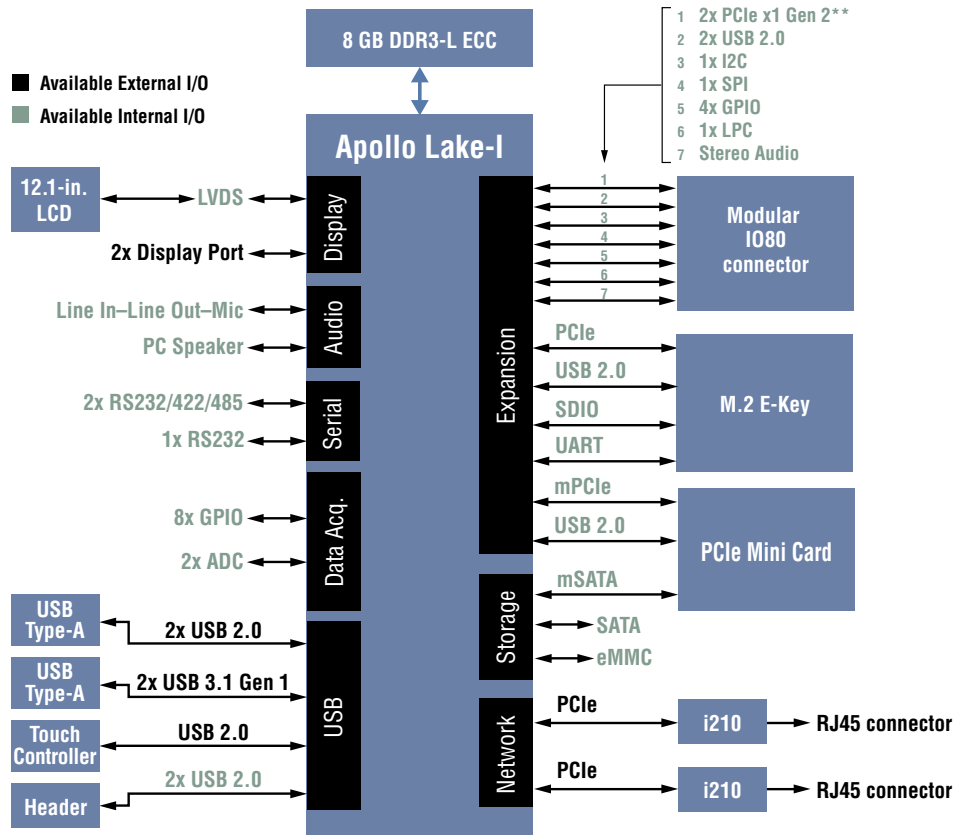 8 GB DDR3-L ECC
1 2x PCIe x1 Gen 2**
2 2x USB 2.0
3 1x I2C
4 1x SPI
5 4x GPIO
6 1x LPC
7 Stereo Audio
Available External I/O
Available Internal I/O
Apollo Lake-I
12.1-in.
LCD
LVDS
2x Display Port
Display
Line In–Line Out–Mic
PC Speaker
Audio
2x RS232/422/485
1x RS232
Serial
8x GPIO
2x ADC
Data Acq.
USB
Type-A
2x USB 2.0
USB
Type-A
2x USB 3.1 Gen 1
Touch
Controller
USB 2.0
Header
2x USB 2.0
USB
Expansion
1
2
3
4
5
6
7
Modular
IO80
connector
PCIe
USB 2.0
SDIO
UART
M.2 E-Key
mPCIe
USB 2.0
mSATA
PCIe Mini Card
Storage
SATA
eMMC
Network
PCIe
i210
RJ45 connector
PCIe
i210
RJ45 connector